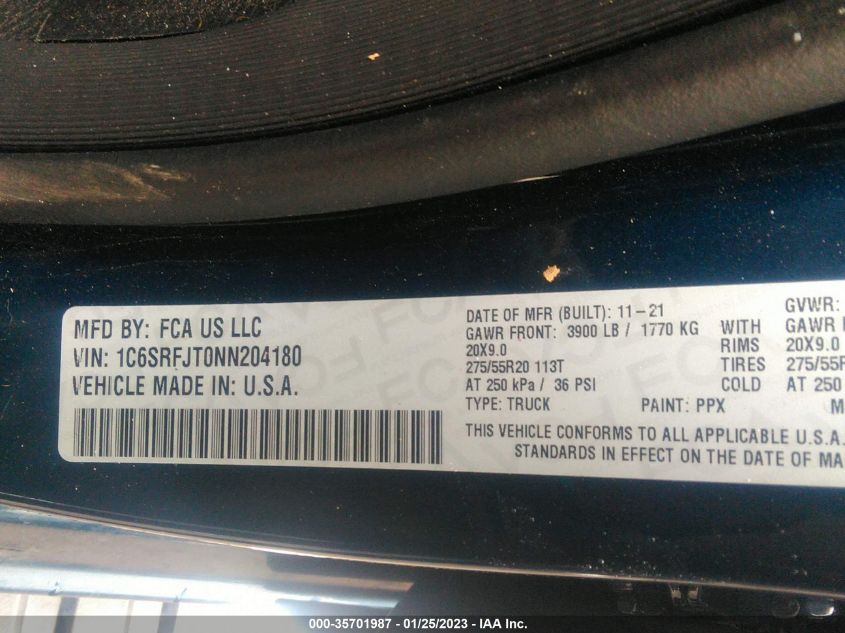 MFD BY: FCA US LLC
VIN: 1C6SRFJT0NN204180
VEHICLE MADE IN: U.S.A.
DATE OF MFR (BUILT): 11-21
GAWR FRONT: 3900 LB / 1770 KG WITH
20X9.0 RIMS
275/55R20 113T TIRES
AT 250 kPa / 36 PSI COLD
TYPE: TRUCK PAINT: PPX
THIS VEHICLE CONFORMS TO ALL APPLICABLE U.S.A.
STANDARDS IN EFFECT ON THE DATE OF MA
GVWR:
GAWR
20X9.0
275/55R
AT 250
M
000-35701987 - 01/25/2023 - IAA Inc.